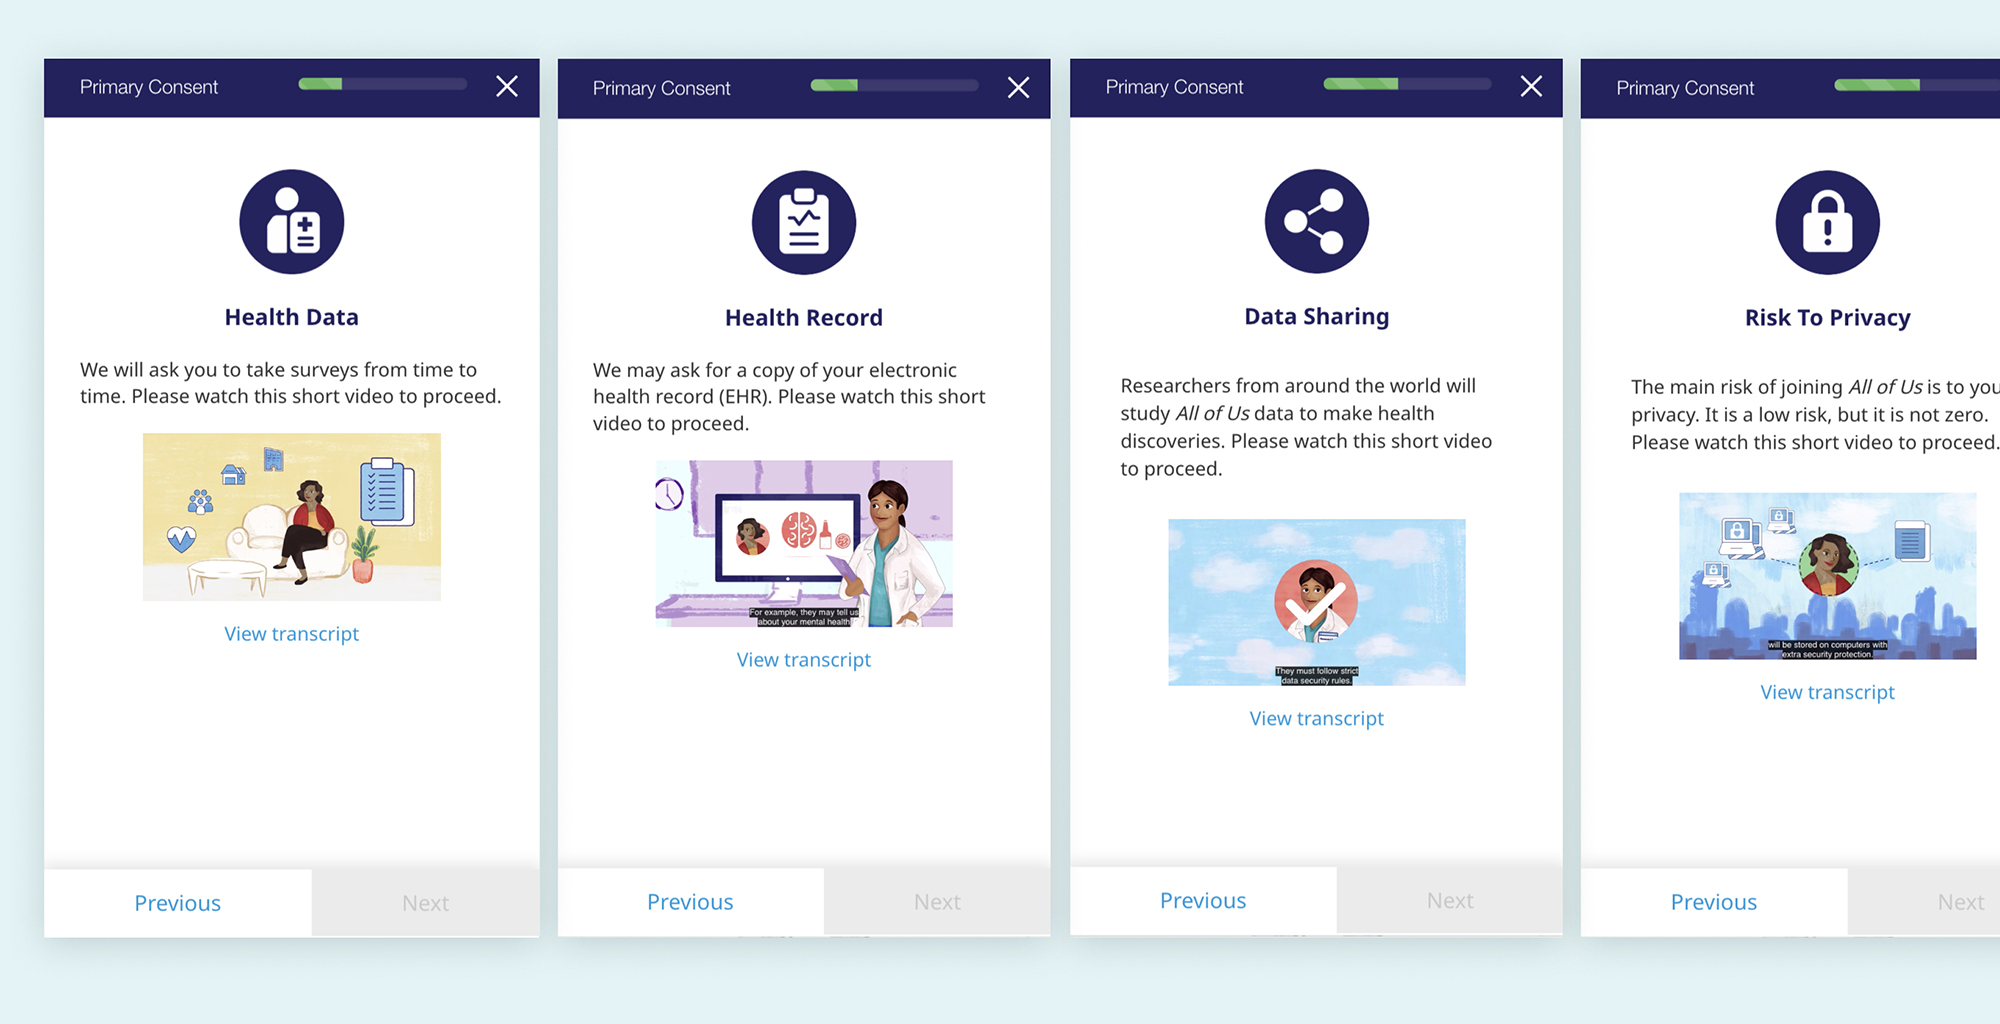 Primary Consent
Health Data
We will ask you to take surveys from time to
time. Please watch this short video to proceed.
View transcript
Previous
Next
Primary Consent
Health Record
We may ask for a copy of your electronic
health record (EHR). Please watch this short
video to proceed.
For example, they may tell us
about your mental health
View transcript
Previous
Next
Primary Consent
Data Sharing
Researchers from around the world will
study All of Us data to make health
discoveries. Please watch this short video
to proceed.
They must follow strict
data security rules.
View transcript
Previous
Next
Primary Consent
Risk To Privacy
The main risk of joining All of Us is to you
privacy. It is a low risk, but it is not zero.
Please watch this short video to proceed.
will be stored on computers with
extra security protection.
View transcript
Previous
Next